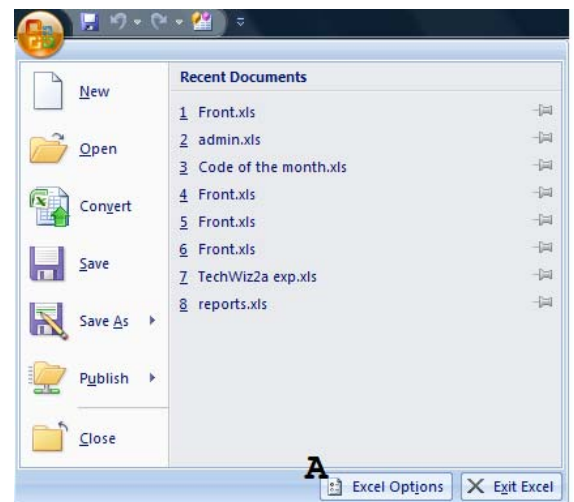 Recent Documents
New
1 Front.xls
2 admin.xls
Open
3 Code of the month.xls
4 Front.xls
Convert
5 Front.xls
6 Front.xls
Save
7 TechWiz2a exp.xls
8 reports.xls
Save As
Publish
Close
A
Excel Options
Exit Excel